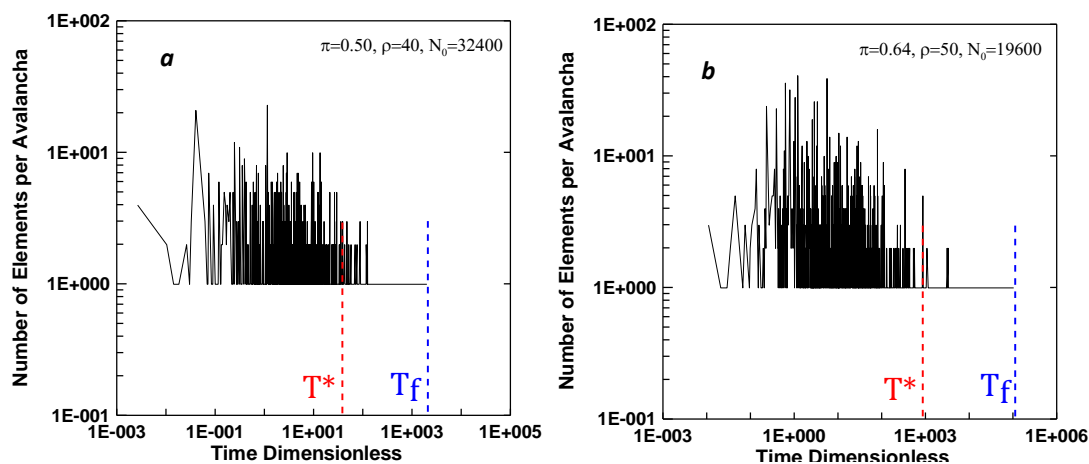 1E+002
a
π=0.50, ρ=40, N₀=32400
Number of Elements per Avalancha
1E+001
1E+000
T*
Tf
1E-001
1E-003
1E-001
1E+001
1E+003
1E+005
Time Dimensionless
1E+002
b
π=0.64, ρ=50, N₀=19600
Number of Elements per Avalancha
1E+001
1E+000
T*
Tf
1E-001
1E-003
1E+000
1E+003
1E+006
Time Dimensionless